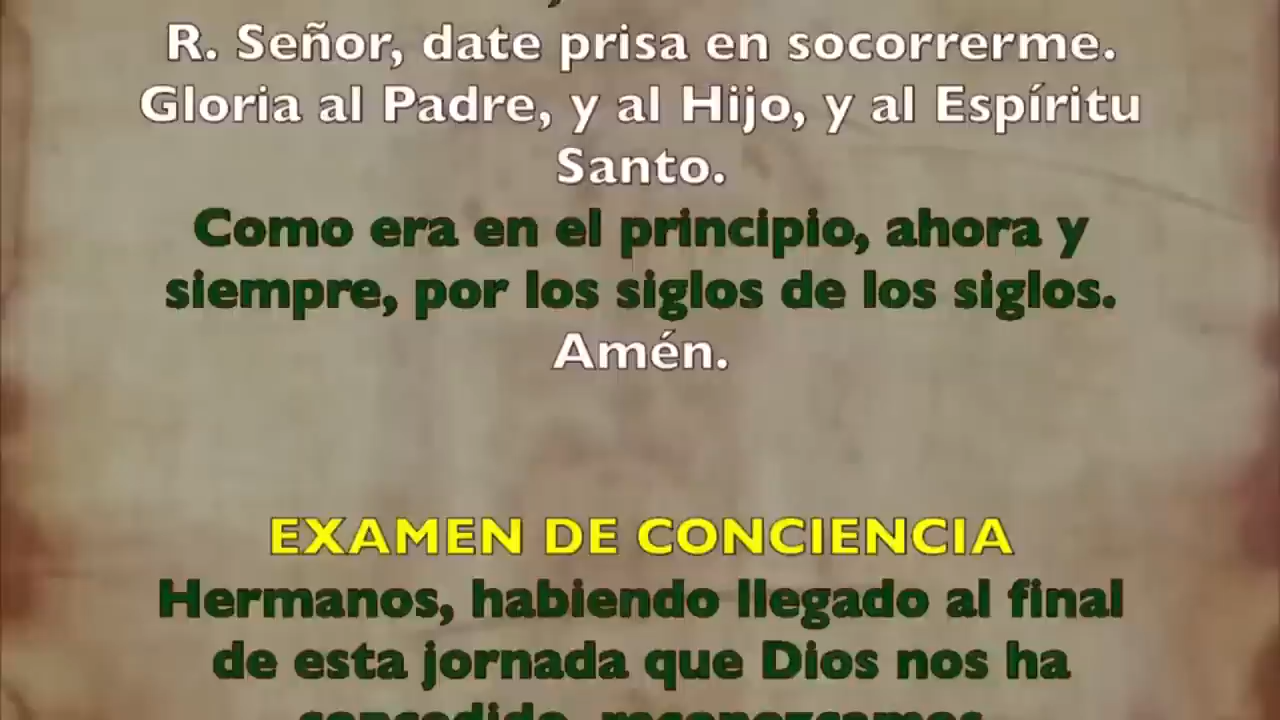 R. Señor, date prisa en socorrerme.
Gloria al Padre, y al Hijo, y al Espíritu
Santo.
Como era en el principio, ahora y
siempre, por los siglos de los siglos.
Amén.
EXAMEN DE CONCIENCIA
Hermanos, habiendo llegado al final
de esta jornada que Dios nos ha
concedido, reconozcamos